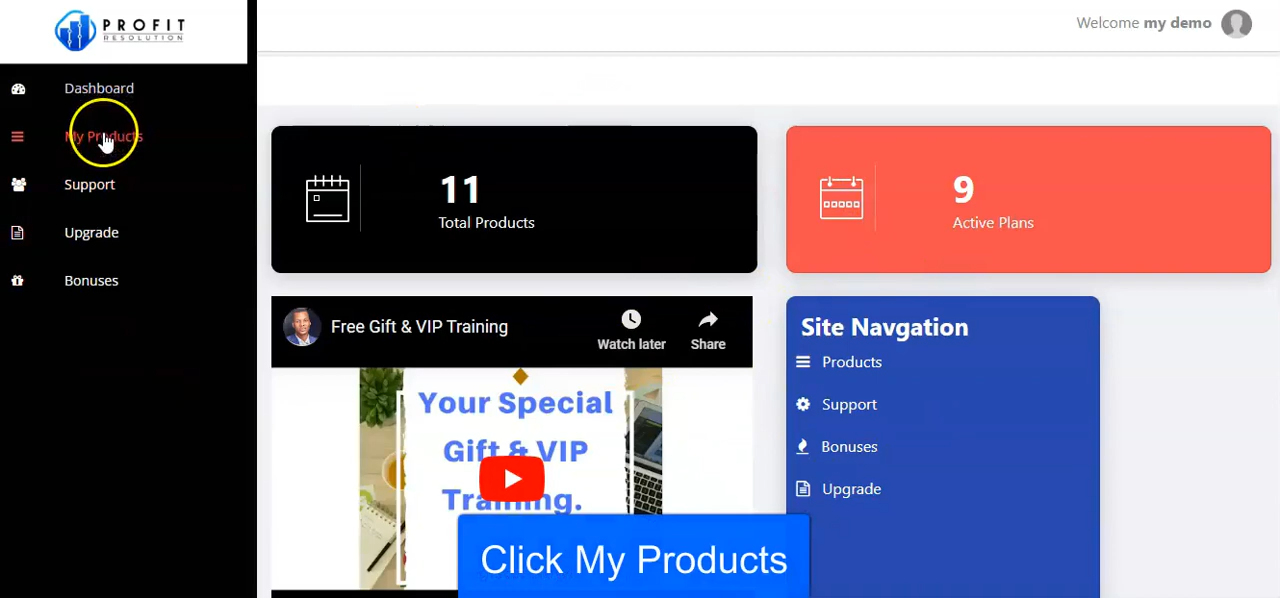 PROFIT
RESOLUTION
Welcome my demo
Dashboard
My Products
Support
Upgrade
Bonuses
11
Total Products
9
Active Plans
Free Gift & VIP Training
Watch later
Share
Your Special
Gift & VIP
Training.
Site Navgation
Products
Support
Bonuses
Upgrade
Click My Products